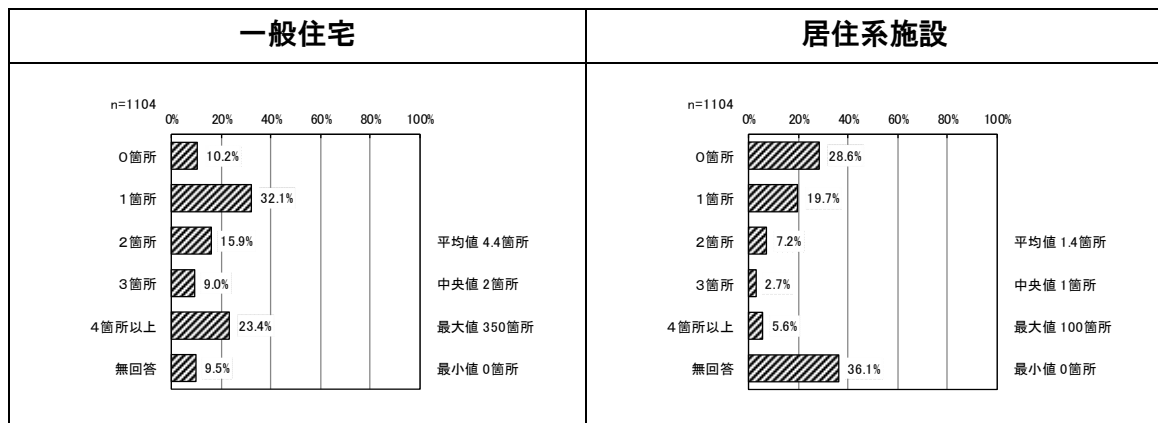 一般住宅
n=1104
0% 20% 40% 60% 80% 100%
0箇所 10.2%
1箇所 32.1%
2箇所 15.9% 平均値 4.4箇所
3箇所 9.0% 中央値 2箇所
4箇所以上 23.4% 最大値 350箇所
無回答 9.5% 最小値 0箇所
居住系施設
n=1104
0% 20% 40% 60% 80% 100%
0箇所 28.6%
1箇所 19.7%
2箇所 7.2% 平均値 1.4箇所
3箇所 2.7% 中央値 1箇所
4箇所以上 5.6% 最大値 100箇所
無回答 36.1% 最小値 0箇所